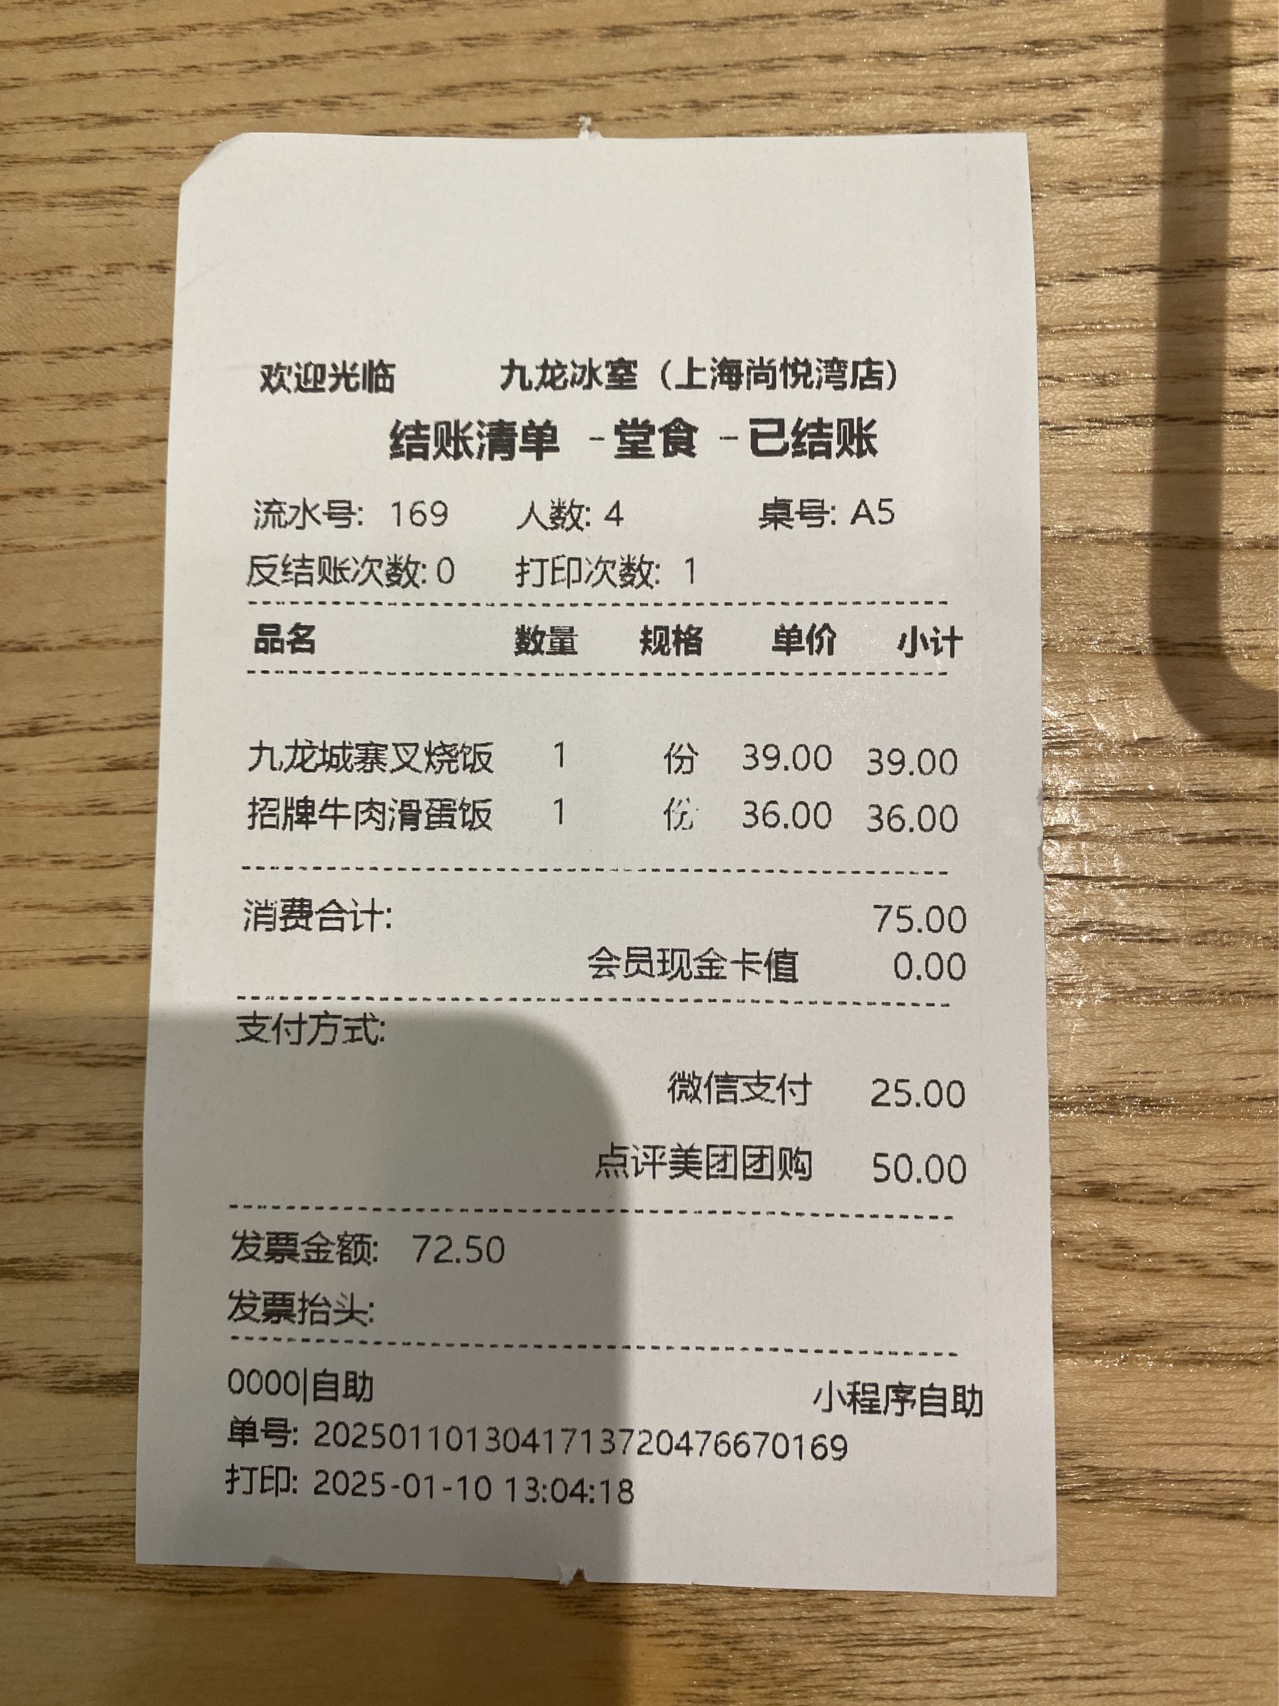 欢迎光临 九龙冰室（上海尚悦湾店）
结账清单 -堂食 -已结账
流水号: 169 人数: 4 桌号: A5
反结账次数: 0 打印次数: 1
品名 数量 规格 单价 小计
九龙城寨叉烧饭 1 份 39.00 39.00
招牌牛肉滑蛋饭 1 份 36.00 36.00
消费合计: 75.00
会员现金卡值 0.00
支付方式:
微信支付 25.00
点评美团团购 50.00
发票金额: 72.50
发票抬头:
0000|自助 小程序自助
单号: 20250110130417137204766701​69
打印: 2025-01-10 13:04:18